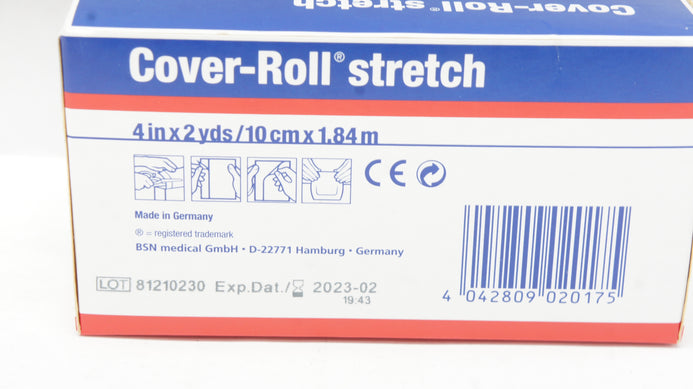 Cover-Roll® stretch
Cover-Roll® stretch
4 in x 2 yds/10 cm x 1.84 m
CE
Made in Germany
® = registered trademark
BSN medical GmbH • D-22771 Hamburg • Germany
LOT 81210230 Exp.Dat./ 2023-02
19:43
4 042809 020175